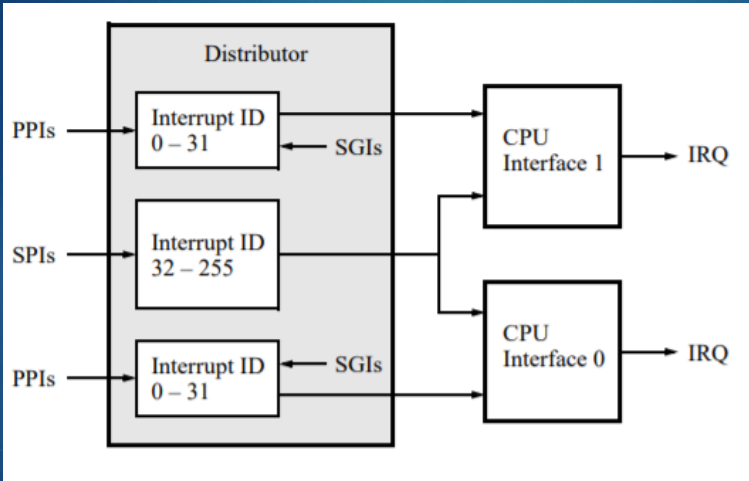 Distributor
PPIs
Interrupt ID
0 – 31
SGIs
CPU
Interface 1
IRQ
SPIs
Interrupt ID
32 – 255
PPIs
Interrupt ID
0 – 31
SGIs
CPU
Interface 0
IRQ